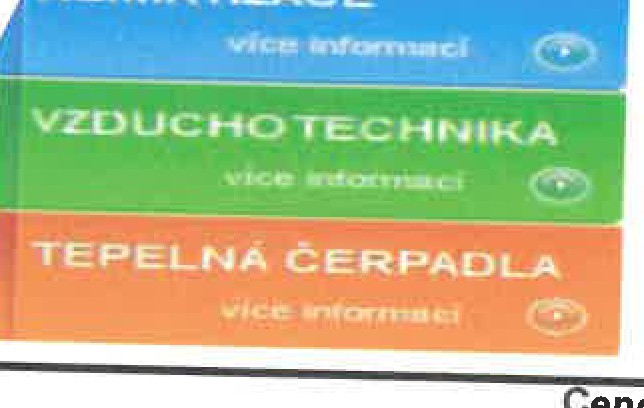 více informací
VZDUCHOTECHNIKA
více informací
TEPELNÁ ČERPADLA
více informací